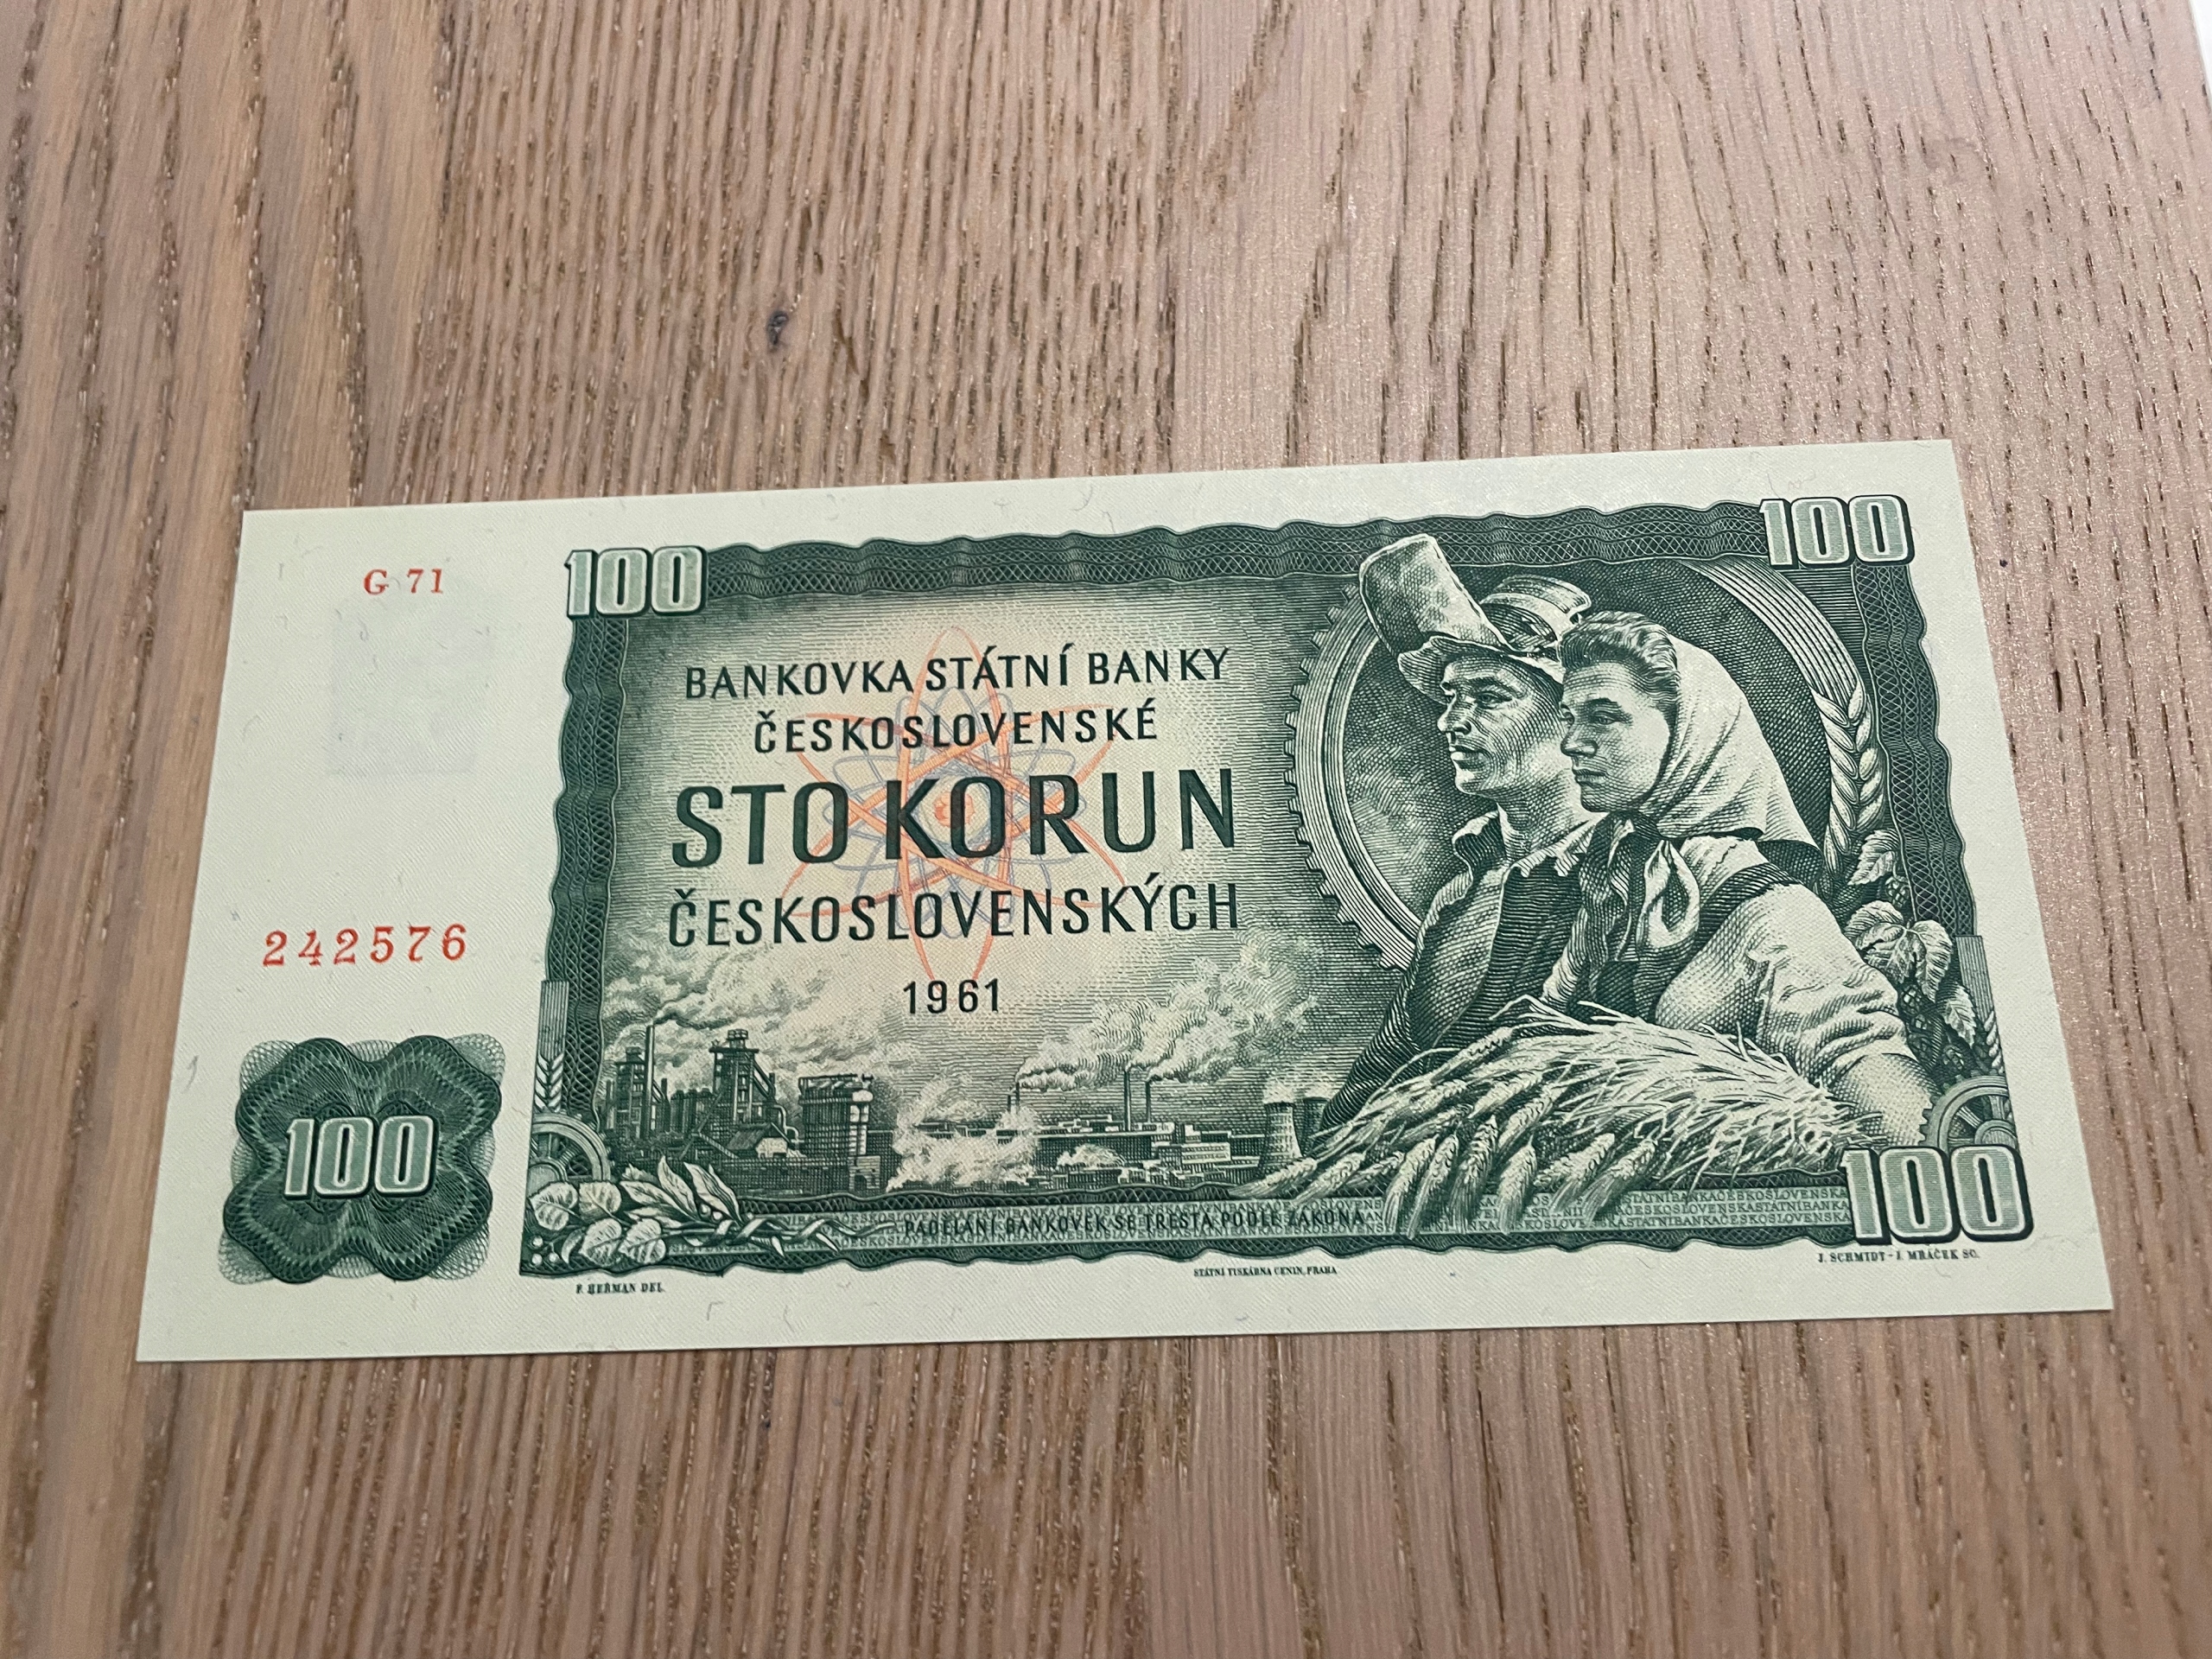 G 71
100
100
BANKOVKA STÁTNÍ BANKY
ČESKOSLOVENSKÉ
STO KORUN
ČESKOSLOVENSKÝCH
1961
242576
100
100
PADĚLÁNÍ BANKOVEK SE TRESTÁ PODLE ZÁKONA
F. HEŘMAN DEL.
STÁTNÍ TISKÁRNA CENIN, PRAHA
J. SCHMIDT - J. MRÁČEK SC.